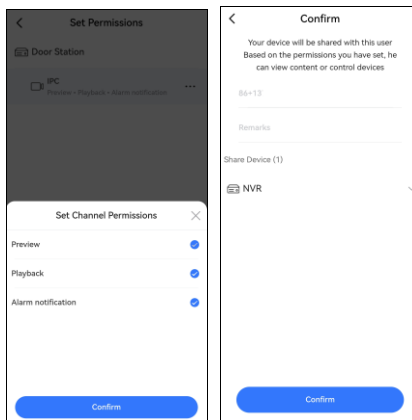 Set Permissions
Door Station
IPC
Preview • Playback • Alarm notification
Set Channel Permissions
Preview
Playback
Alarm notification
Confirm
Confirm
Your device will be shared with this user
Based on the permissions you have set, he
can view content or control devices
86+13
Remarks
Share Device (1)
NVR
Confirm